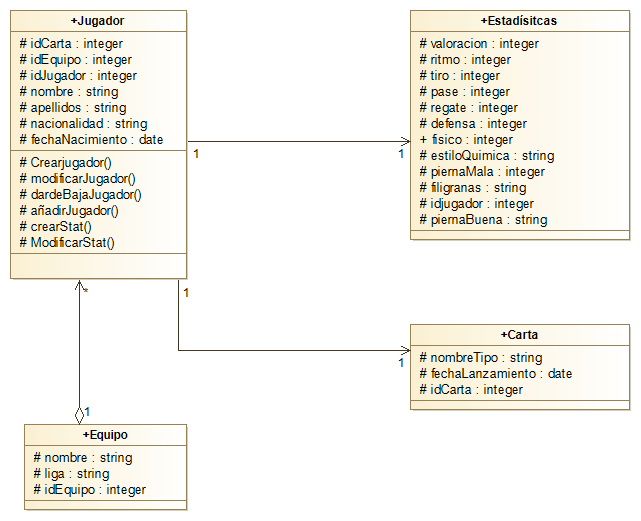 +Jugador
# idCarta : integer
# idEquipo : integer
# idJugador : integer
# nombre : string
# apellidos : string
# nacionalidad : string
# fechaNacimiento : date
# Crearjugador()
# modificarJugador()
# dardeBajaJugador()
# añadirJugador()
# crearStat()
# ModificarStat()
+Estadísitcas
# valoracion : integer
# ritmo : integer
# tiro : integer
# pase : integer
# regate : integer
# defensa : integer
+ fisico : integer
# estiloQuimica : string
# piernaMala : integer
# filigranas : string
# idjugador : integer
# piernaBuena : string
1
1
*
1
1
1
+Carta
# nombreTipo : string
# fechaLanzamiento : date
# idCarta : integer
+Equipo
# nombre : string
# liga : string
# idEquipo : integer